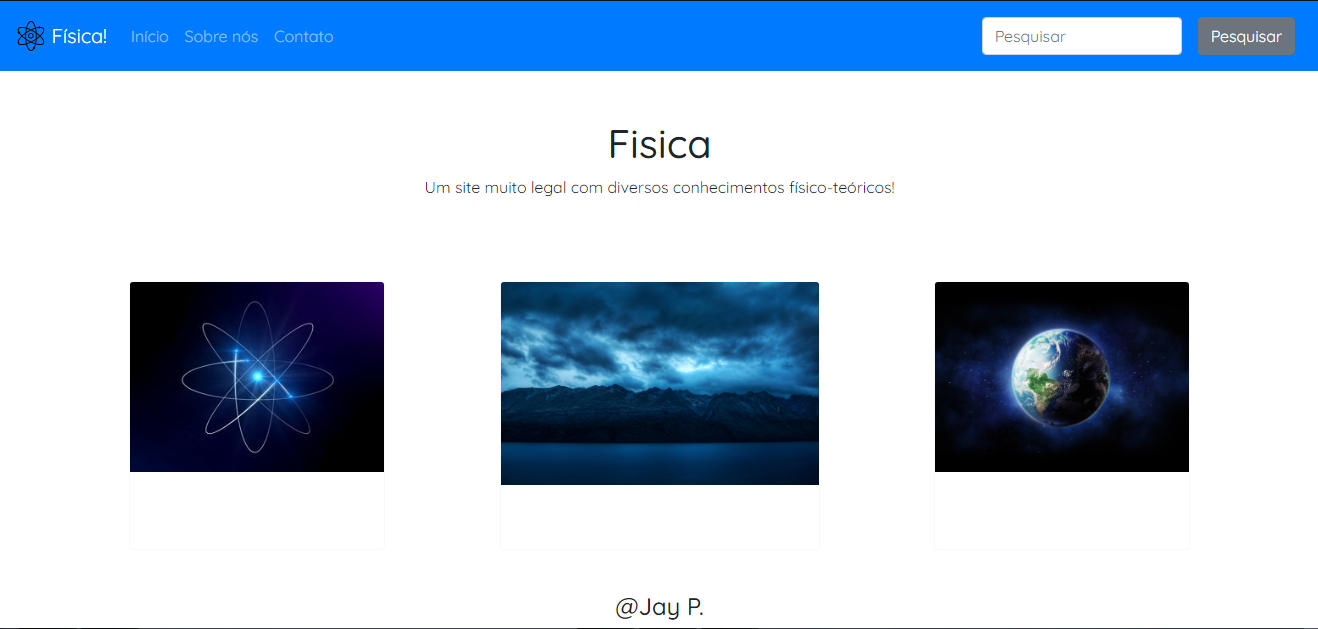 Física! Início Sobre nós Contato Pesquisar Pesquisar
Fisica
Um site muito legal com diversos conhecimentos físico-teóricos!
@Jay P.